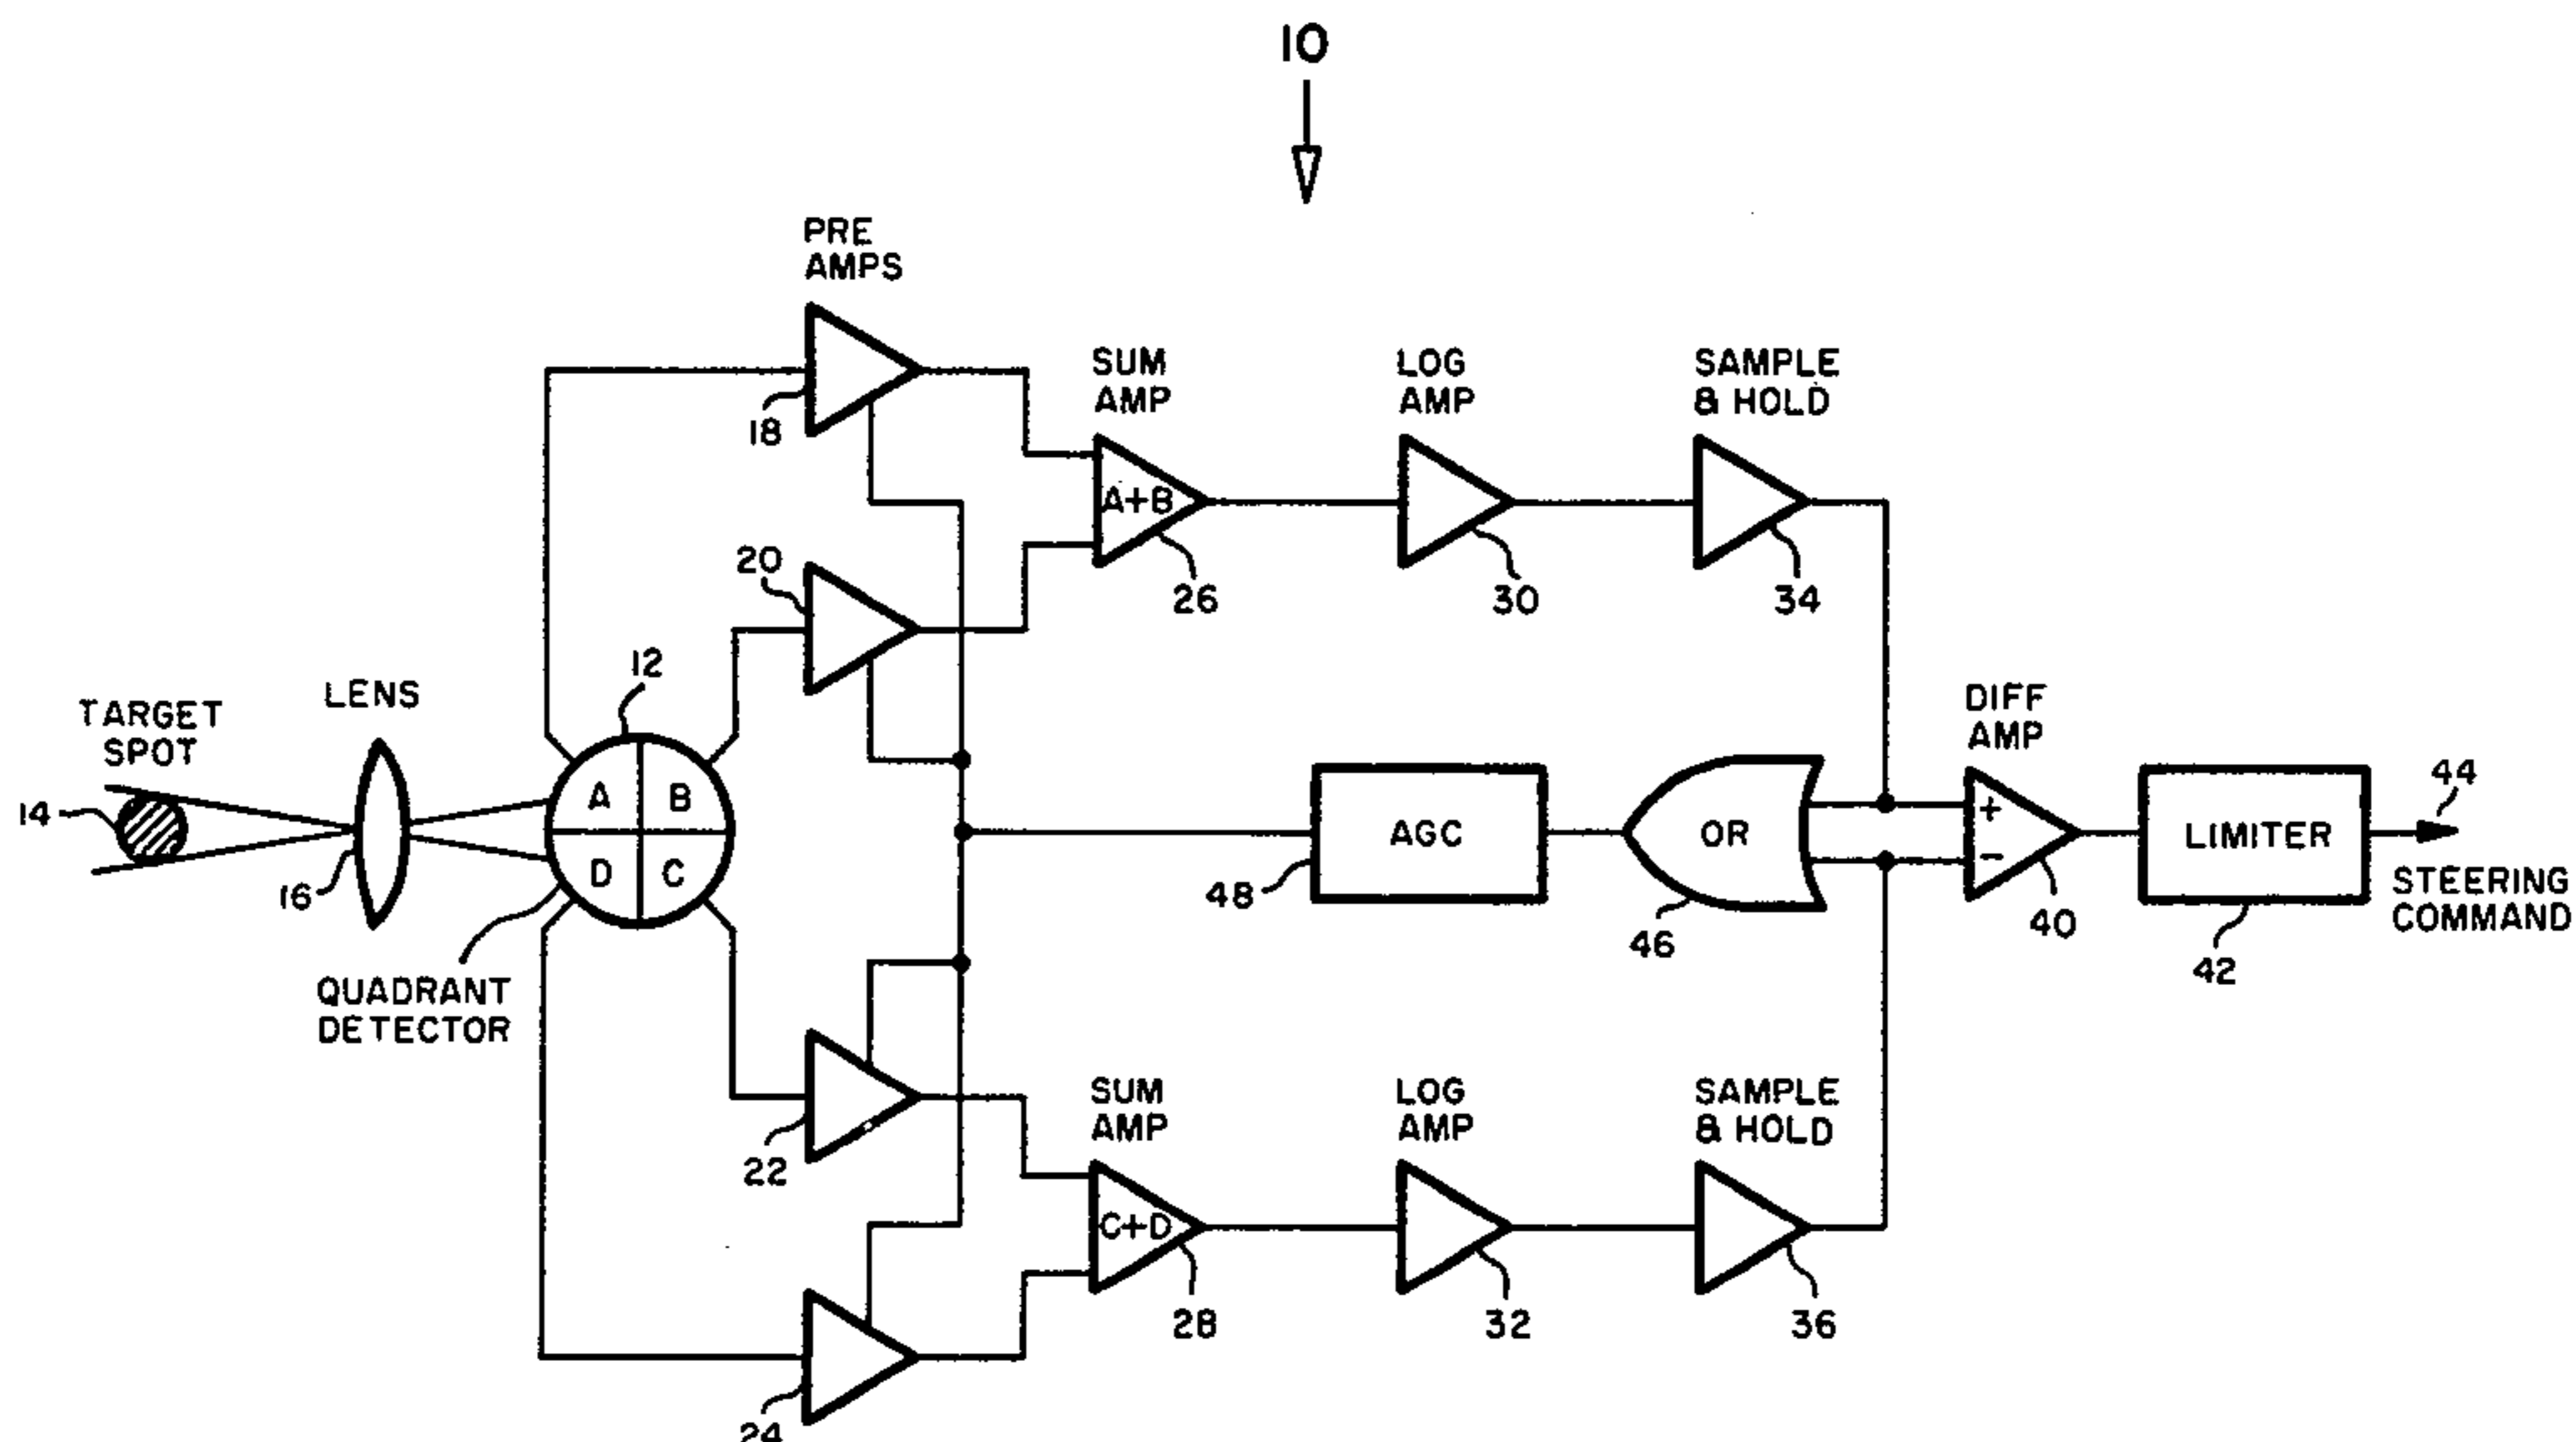 10
PRE
AMPS
18
20
22
24
SUM
AMP
A+B
26
LOG
AMP
30
SAMPLE
& HOLD
34
TARGET
SPOT
14
LENS
16
12
A
B
D
C
QUADRANT
DETECTOR
AGC
48
OR
46
DIFF
AMP
+
−
40
LIMITER
42
44
STEERING
COMMAND
SUM
AMP
C+D
28
LOG
AMP
32
SAMPLE
& HOLD
36